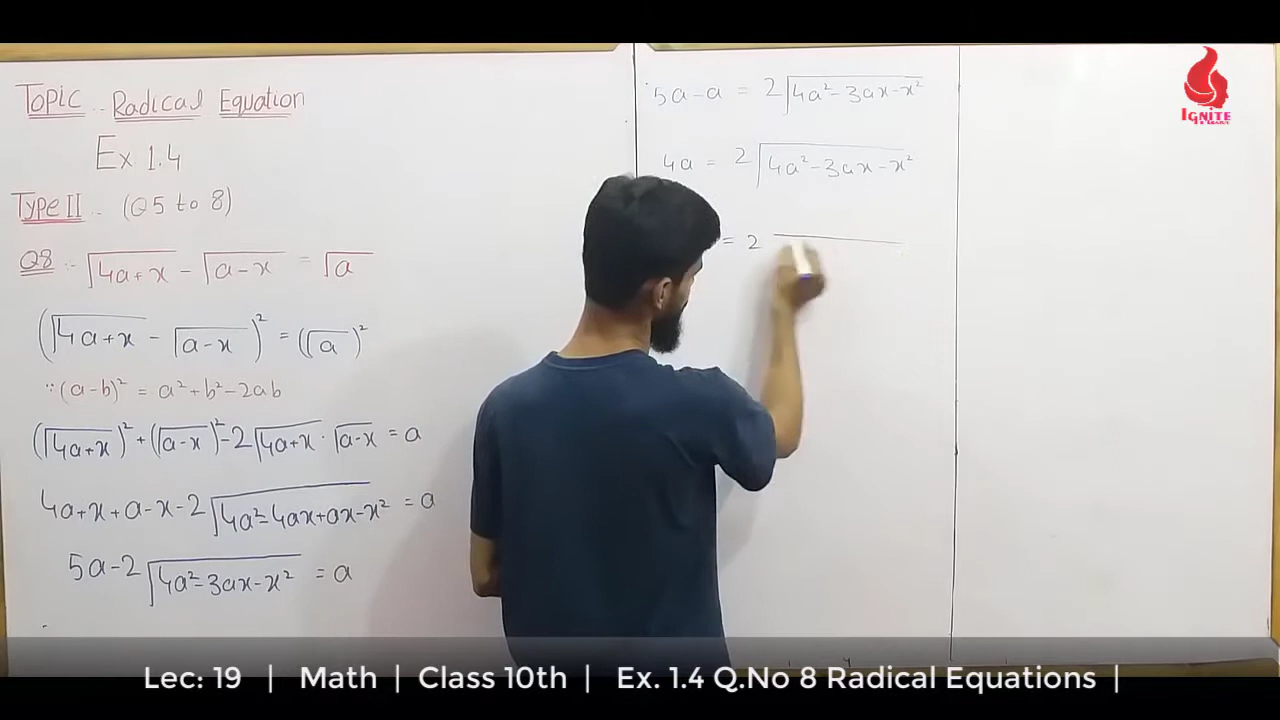 Topic .. Radical Equation
Ex 1.4
Type II .. (Q5 to 8)
Q8 :- √4a+x - √a-x = √a
(√4a+x - √a-x)² = (√a)²
∵ (a-b)² = a²+b²-2ab
(√4a+x)² + (√a-x)² - 2√4a+x · √a-x = a
4a+x+a-x-2√4a²-4ax+ax-x² = a
5a-2√4a²-3ax-x² = a
5a-a = 2√4a²-3ax-x²
4a = 2√4a²-3ax-x²
= 2
IGNITE
Lec: 19 | Math | Class 10th | Ex. 1.4 Q.No 8 Radical Equations |